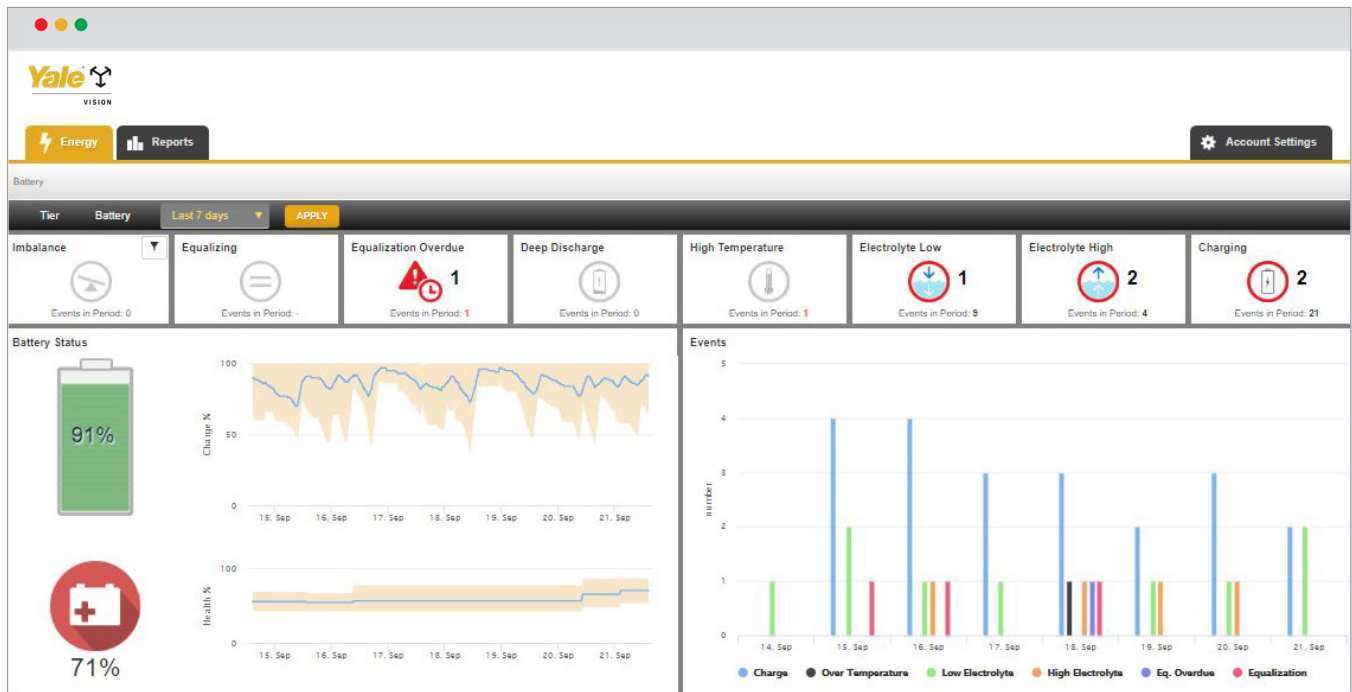 Yale
VISION
Energy
Reports
Account Settings
Battery
Tier Battery Last 7 days ▼ APPLY
Imbalance
Events in Period: 0
Equalizing
Events in Period: -
Equalization Overdue
1
Events in Period: 1
Deep Discharge
Events in Period: 0
High Temperature
Events in Period: 1
Electrolyte Low
1
Events in Period: 9
Electrolyte High
2
Events in Period: 4
Charging
2
Events in Period: 21
Battery Status
91%
Charge %
100
50
0
15. Sep 16. Sep 17. Sep 18. Sep 19. Sep 20. Sep 21. Sep
71%
Health %
100
0
15. Sep 16. Sep 17. Sep 18. Sep 19. Sep 20. Sep 21. Sep
Events
number
5
4
3
2
1
0
14. Sep 15. Sep 16. Sep 17. Sep 18. Sep 19. Sep 20. Sep 21. Sep
Charge Over Temperature Low Electrolyte High Electrolyte Eq. Overdue Equalization